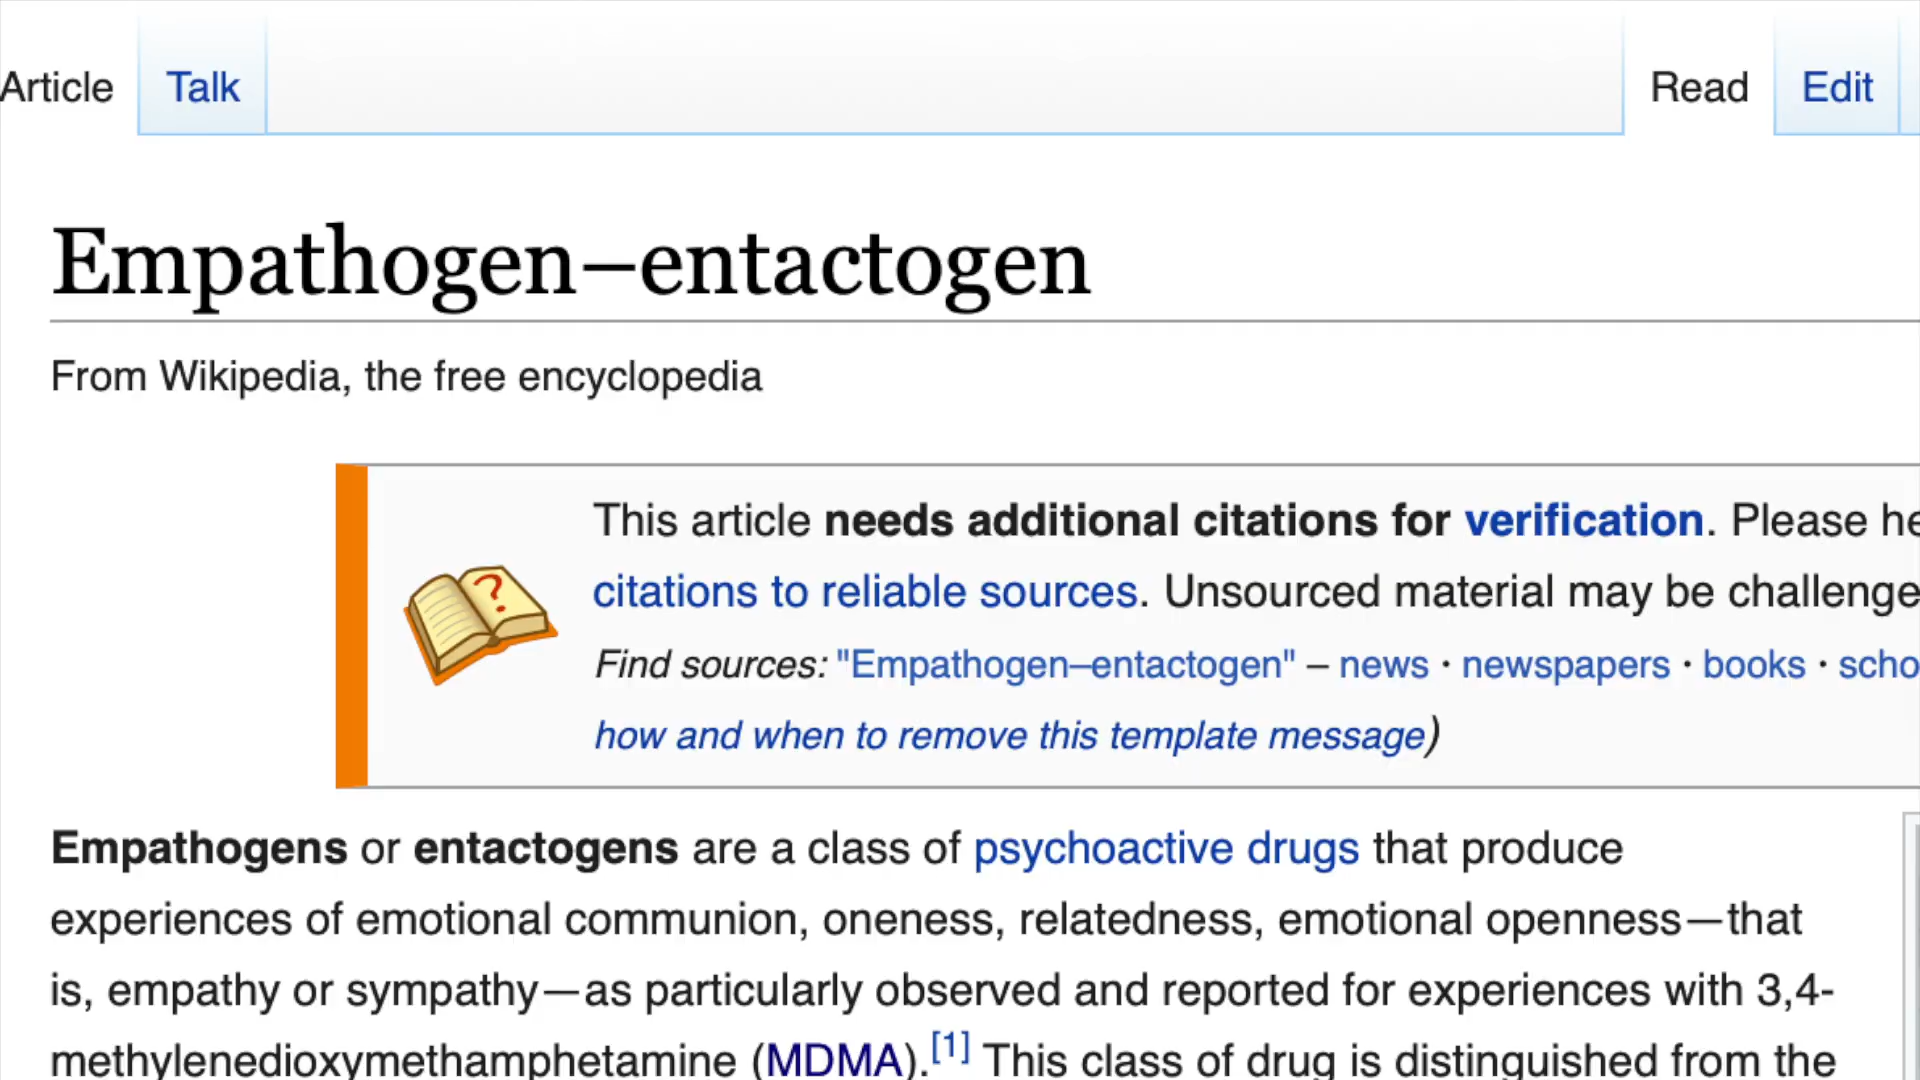 Article Talk Read Edit
Empathogen–entactogen
From Wikipedia, the free encyclopedia
This article needs additional citations for verification. Please
citations to reliable sources. Unsourced material may be
Find sources: "Empathogen–entactogen" – news · newspapers · books ·
how and when to remove this template message)
Empathogens or entactogens are a class of psychoactive drugs that produce
experiences of emotional communion, oneness, relatedness, emotional openness—that
is, empathy or sympathy—as particularly observed and reported for experiences with 3,4-
methylenedioxymethamphetamine (MDMA).[1] This class of drug is distinguished from the